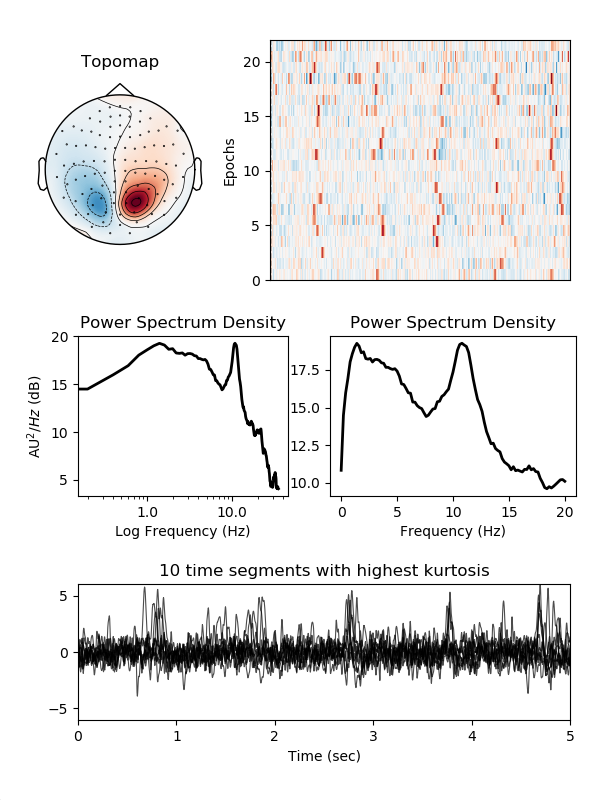 Topomap
Epochs
20
15
10
5
0
Power Spectrum Density
AU²/Hz (dB)
20
15
10
5
1.0 10.0
Log Frequency (Hz)
Power Spectrum Density
17.5
15.0
12.5
10.0
0 5 10 15 20
Frequency (Hz)
10 time segments with highest kurtosis
5
0
−5
0 1 2 3 4 5
Time (sec)